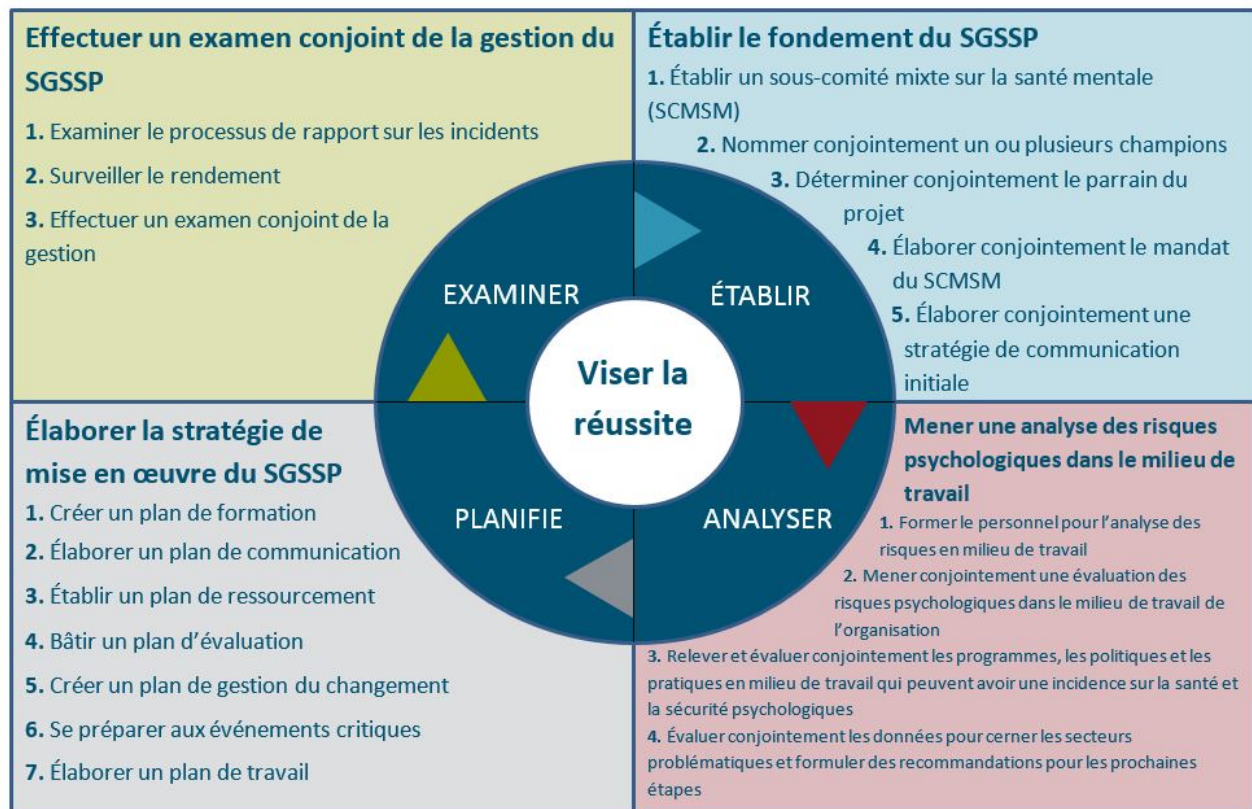 Effectuer un examen conjoint de la gestion du
SGSSP
1. Examiner le processus de rapport sur les incidents
2. Surveiller le rendement
3. Effectuer un examen conjoint de la
gestion
Établir le fondement du SGSSP
1. Établir un sous-comité mixte sur la santé mentale
(SCMSM)
2. Nommer conjointement un ou plusieurs champions
3. Déterminer conjointement le parrain du
projet
4. Élaborer conjointement le mandat
du SCMSM
5. Élaborer conjointement une
stratégie de communication
initiale
EXAMINER
ÉTABLIR
Viser la
réussite
PLANIFIE
ANALYSER
Élaborer la stratégie de
mise en œuvre du SGSSP
1. Créer un plan de formation
2. Élaborer un plan de communication
3. Établir un plan de ressourcement
4. Bâtir un plan d’évaluation
5. Créer un plan de gestion du changement
6. Se préparer aux événements critiques
7. Élaborer un plan de travail
Mener une analyse des risques
psychologiques dans le milieu de
travail
1. Former le personnel pour l’analyse des
risques en milieu de travail
2. Mener conjointement une évaluation des
risques psychologiques dans le milieu de travail de
l’organisation
3. Relever et évaluer conjointement les programmes, les politiques et les
pratiques en milieu de travail qui peuvent avoir une incidence sur la santé et
la sécurité psychologiques
4. Évaluer conjointement les données pour cerner les secteurs
problématiques et formuler des recommandations pour les prochaines
étapes